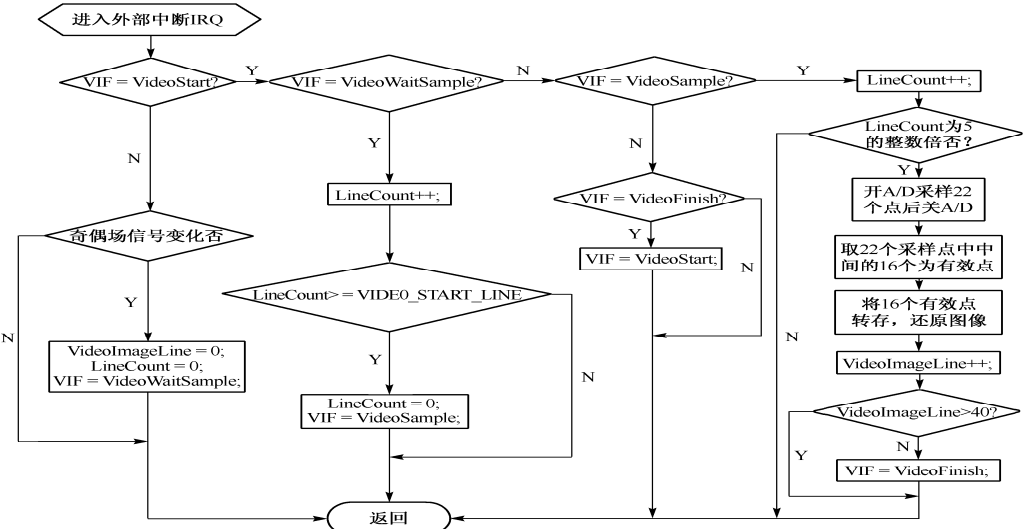 进入外部中断IRQ
VIF = VideoStart?
Y
VIF = VideoWaitSample?
N
VIF = VideoSample?
Y
LineCount++;
N
Y
N
LineCount为5
的整数倍否？
Y
LineCount++;
VIF = VideoFinish?
开A/D采样22
个点后关A/D
奇偶场信号变化否
Y
VIF = VideoStart;
N
取22个采样点中中
间的16个为有效点
Y
LineCount> = VIDE0_START_LINE
将16个有效点
转存，还原图像
N
N
VideoImageLine = 0;
LineCount = 0;
VIF = VideoWaitSample;
Y
N
VideoImageLine++;
LineCount = 0;
VIF = VideoSample;
VideoImageLine>40?
Y
N
VIF = VideoFinish;
返回